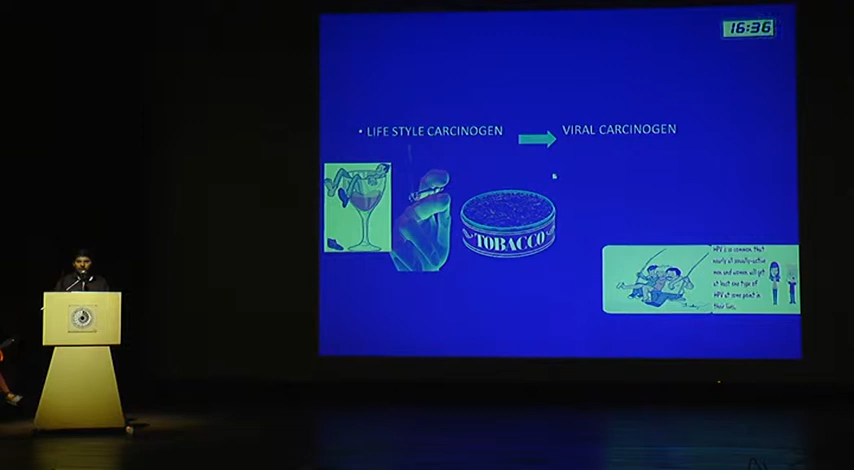 16:36
• LIFE STYLE CARCINOGEN
VIRAL CARCINOGEN
TOBACCO
HPV is so common that
nearly all sexually-active
men and women will get
at least one type of
HPV at some point in
their lives.